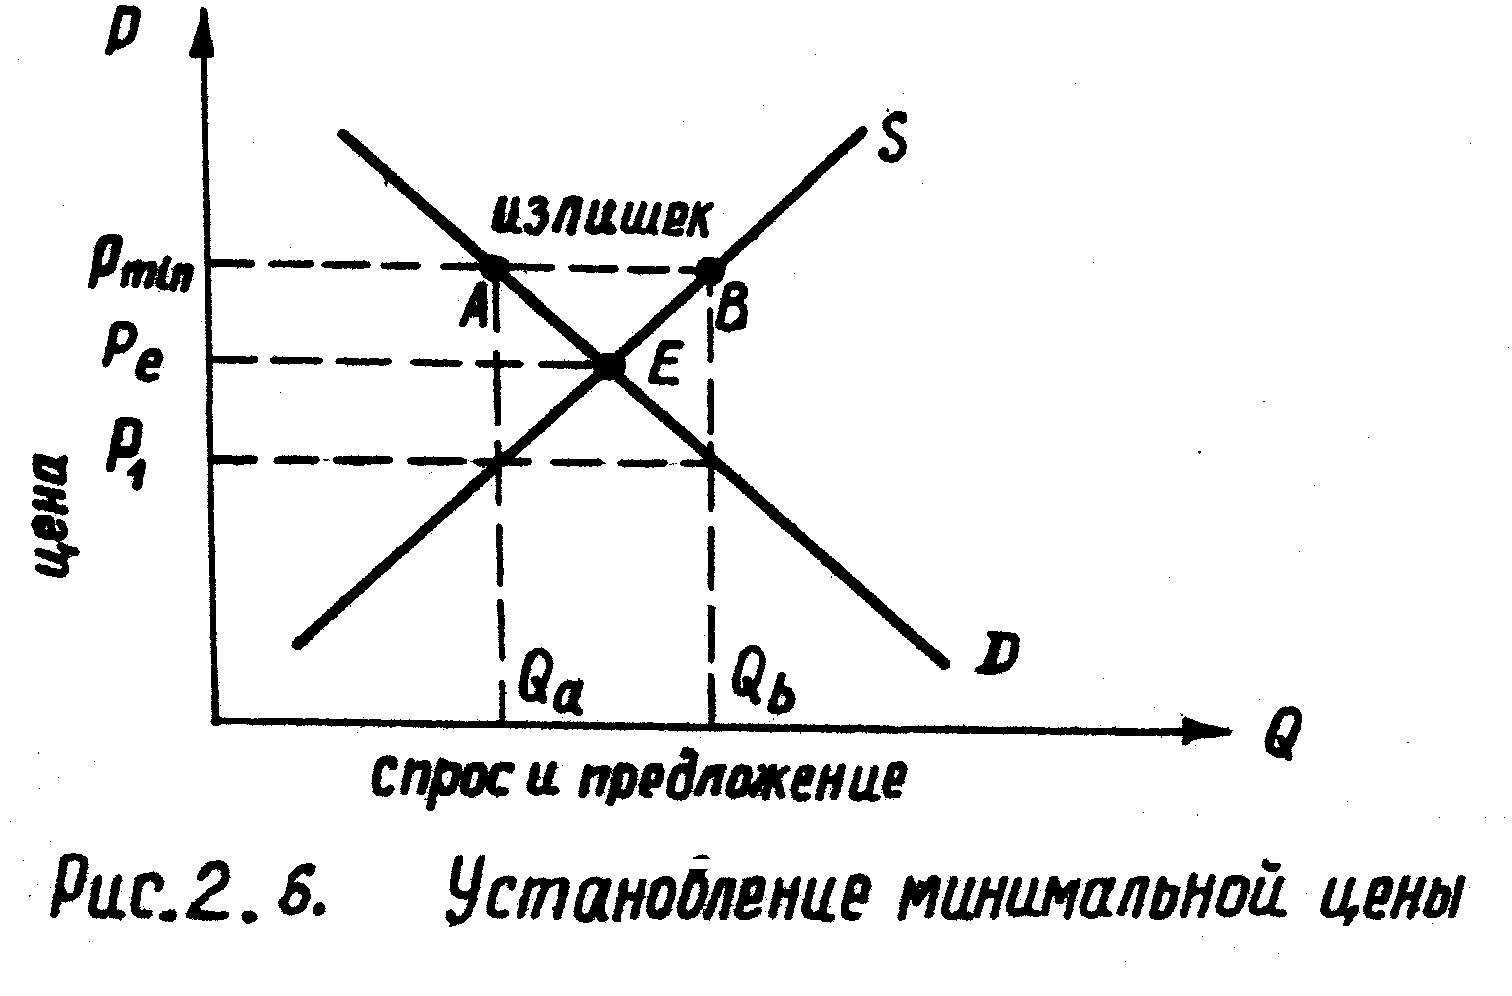 P
S
излишек
Pmin
A
B
Pe
E
P1
цена
Qa
Qb
D
Q
спрос и предложение
Рис. 2. 6. Установление минимальной цены